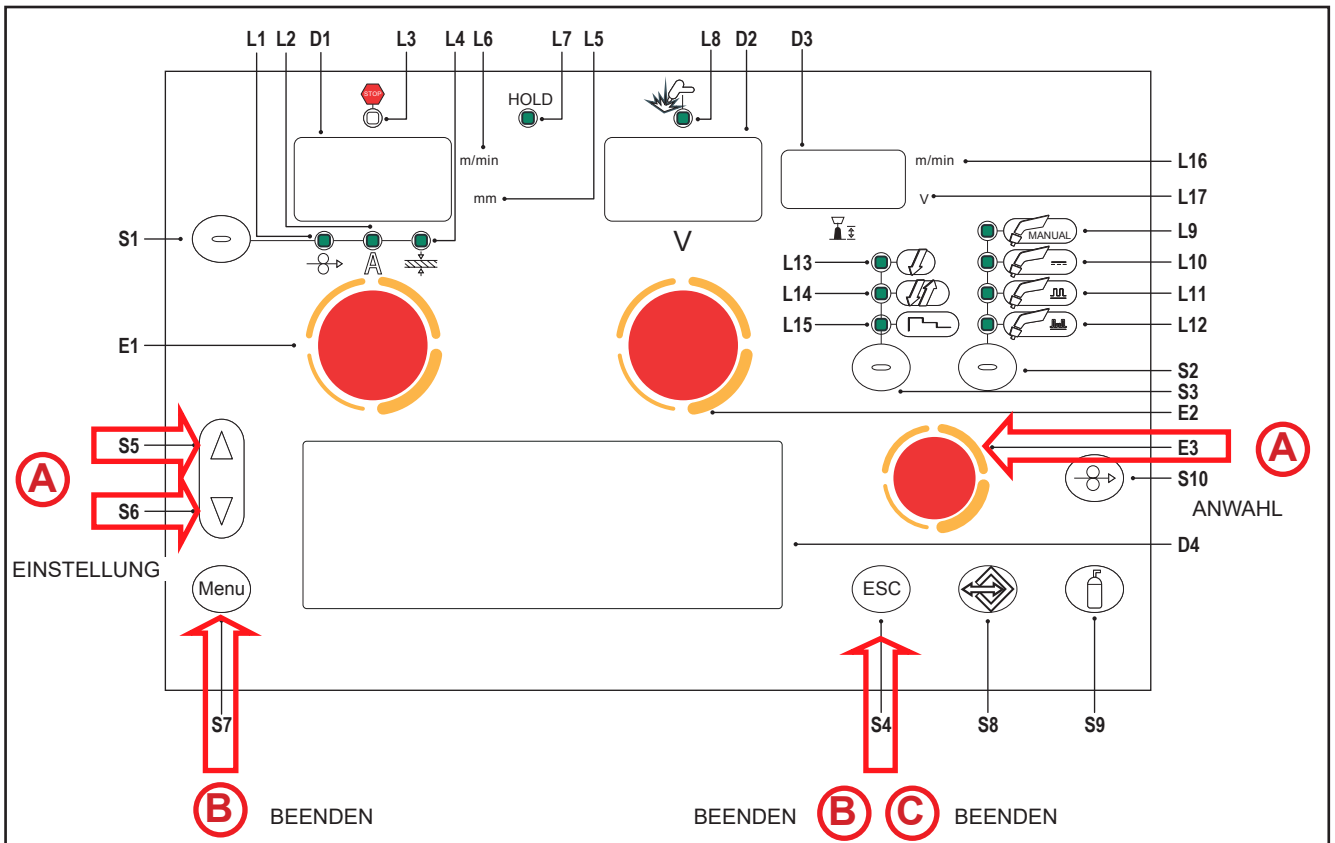 L1 L2 D1 L3 L4 L6 L7 L5 L8 D2 D3
STOP
HOLD
m/min
m/min L16
mm
V L17
S1
A
V
MANUAL L9
L13 L10
L14 L11
L15 L12
E1
S2
S3
E2
S5
E3
A
A
S10
S6
ANWAHL
D4
EINSTELLUNG
Menu
ESC
S7
S4
S8
S9
B BEENDEN
BEENDEN B C BEENDEN